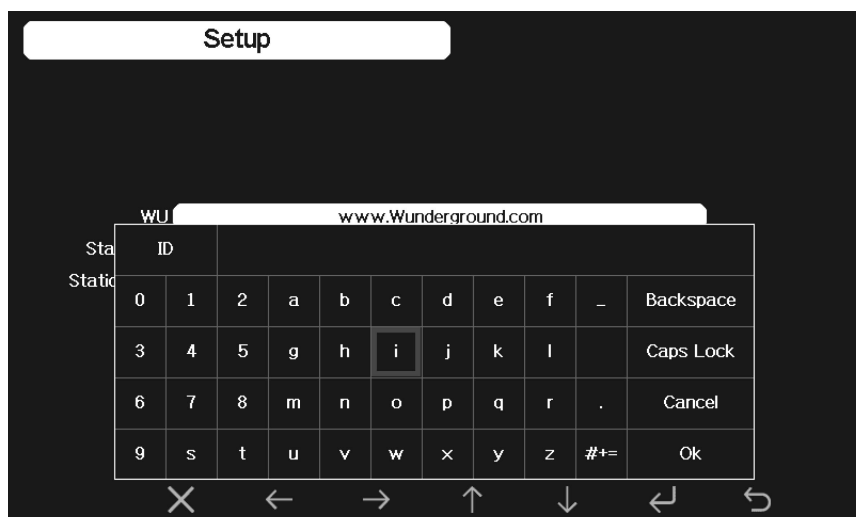 Setup
WU www.Wunderground.com
Sta ID
Static
0 1 2 a b c d e f _ Backspace
3 4 5 g h i j k l Caps Lock
6 7 8 m n o p q r . Cancel
9 s t u v w x y z #+= Ok